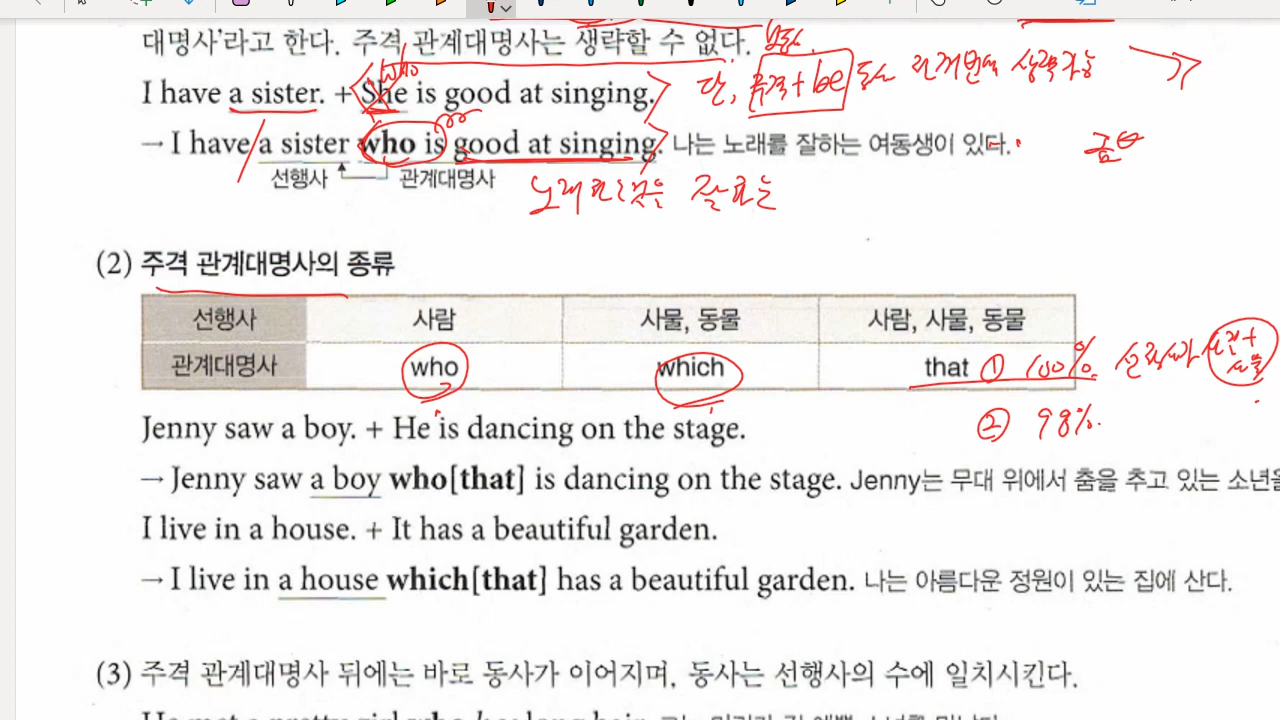 대명사'라고 한다. 주격 관계대명사는 생략할 수 없다.
who
I have a sister. + She is good at singing. 단, 주격+be동사 관계번역 생략가능
→ I have a sister who is good at singing. 나는 노래를 잘하는 여동생이 있다.
선행사 관계대명사
노래 잘하는
(2) 주격 관계대명사의 종류
선행사 사람 사물, 동물 사람, 사물, 동물
관계대명사 who which that ① 100% 선행사가 사람+사물
Jenny saw a boy. + He is dancing on the stage. ② 98%.
→ Jenny saw a boy who[that] is dancing on the stage. Jenny는 무대 위에서 춤을 추고 있는 소년을
I live in a house. + It has a beautiful garden.
→ I live in a house which[that] has a beautiful garden. 나는 아름다운 정원이 있는 집에 산다.
(3) 주격 관계대명사 뒤에는 바로 동사가 이어지며, 동사는 선행사의 수에 일치시킨다.